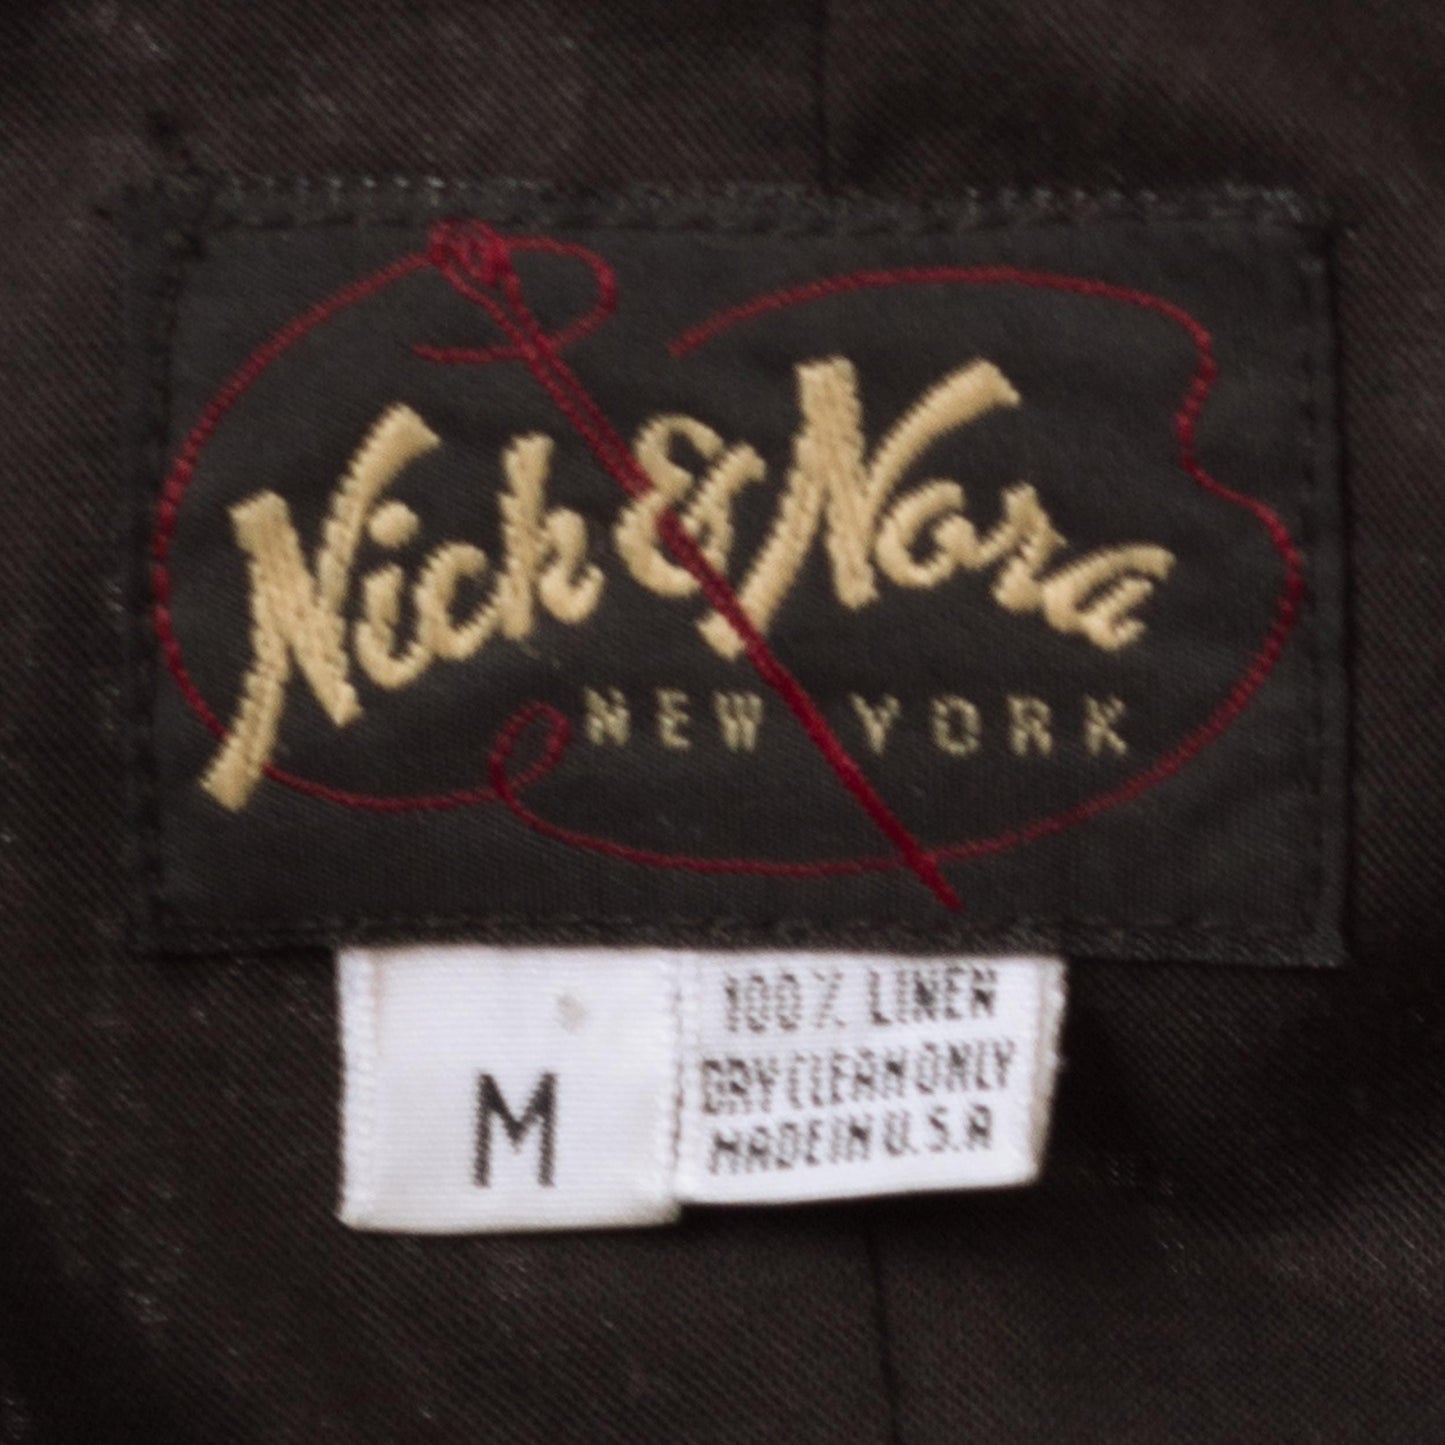 Nick & Nora
NEW YORK
M
100% LINEN
DRY CLEAN ONLY
MADE IN U.S.A